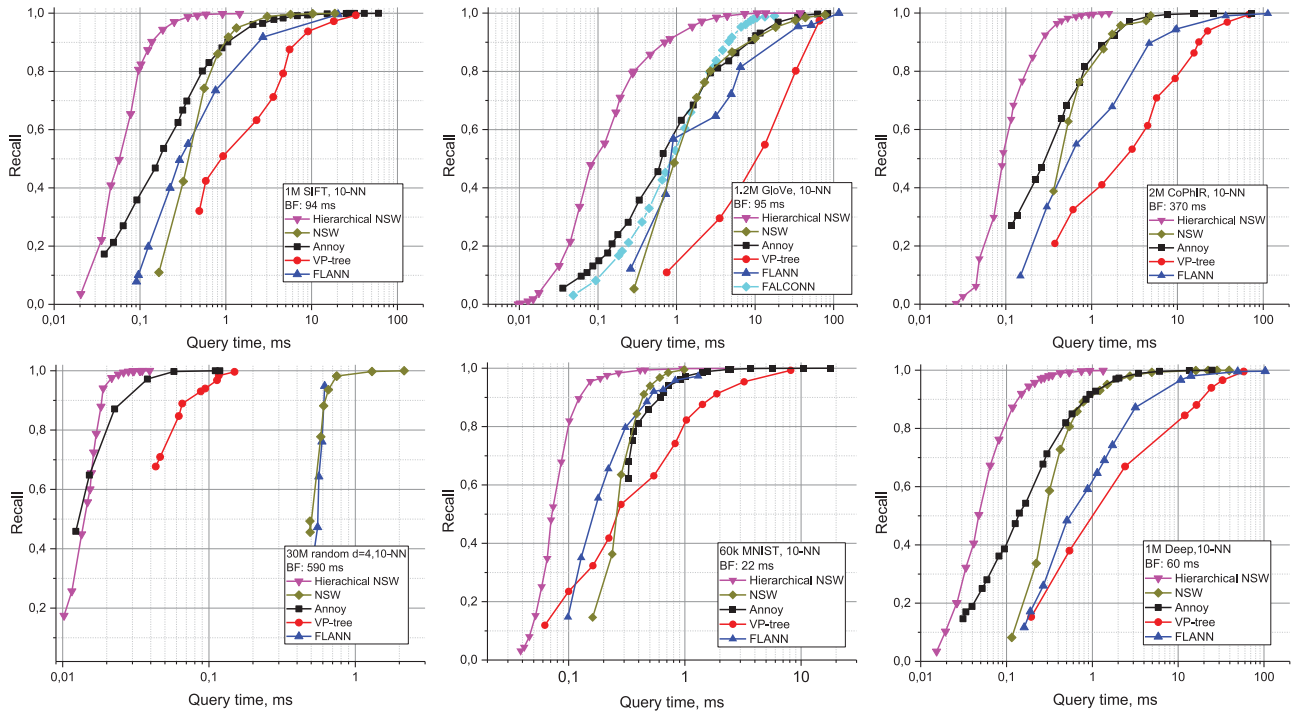 Recall
1,0
0,8
0,6
0,4
0,2
0,0
0,01
0,1
1
10
100
Query time, ms
1M SIFT, 10-NN
BF: 94 ms
Hierarchical NSW
NSW
Annoy
VP-tree
FLANN
Recall
1,0
0,8
0,6
0,4
0,2
0,0
0,01
0,1
1
10
100
Query time, ms
1.2M GloVe, 10-NN
BF: 95 ms
Hierarchical NSW
NSW
Annoy
VP-tree
FLANN
FALCONN
Recall
1,0
0,8
0,6
0,4
0,2
0,0
0,01
0,1
1
10
100
Query time, ms
2M CoPhIR, 10-NN
BF: 370 ms
Hierarchical NSW
NSW
Annoy
VP-tree
FLANN
Recall
1,0
0,8
0,6
0,4
0,2
0,01
0,1
1
Query time, ms
30M random d=4,10-NN
BF: 590 ms
Hierachical NSW
NSW
Annoy
VP-tree
FLANN
Recall
1,0
0,8
0,6
0,4
0,2
0,0
0,1
1
10
Query time, ms
60k MNIST, 10-NN
BF: 22 ms
Hierarchical NSW
NSW
Annoy
VP-tree
FLANN
Recall
1,0
0,8
0,6
0,4
0,2
0,0
0,01
0,1
1
10
100
Query time, ms
1M Deep,10-NN
BF: 60 ms
Hierarchical NSW
NSW
Annoy
VP-tree
FLANN